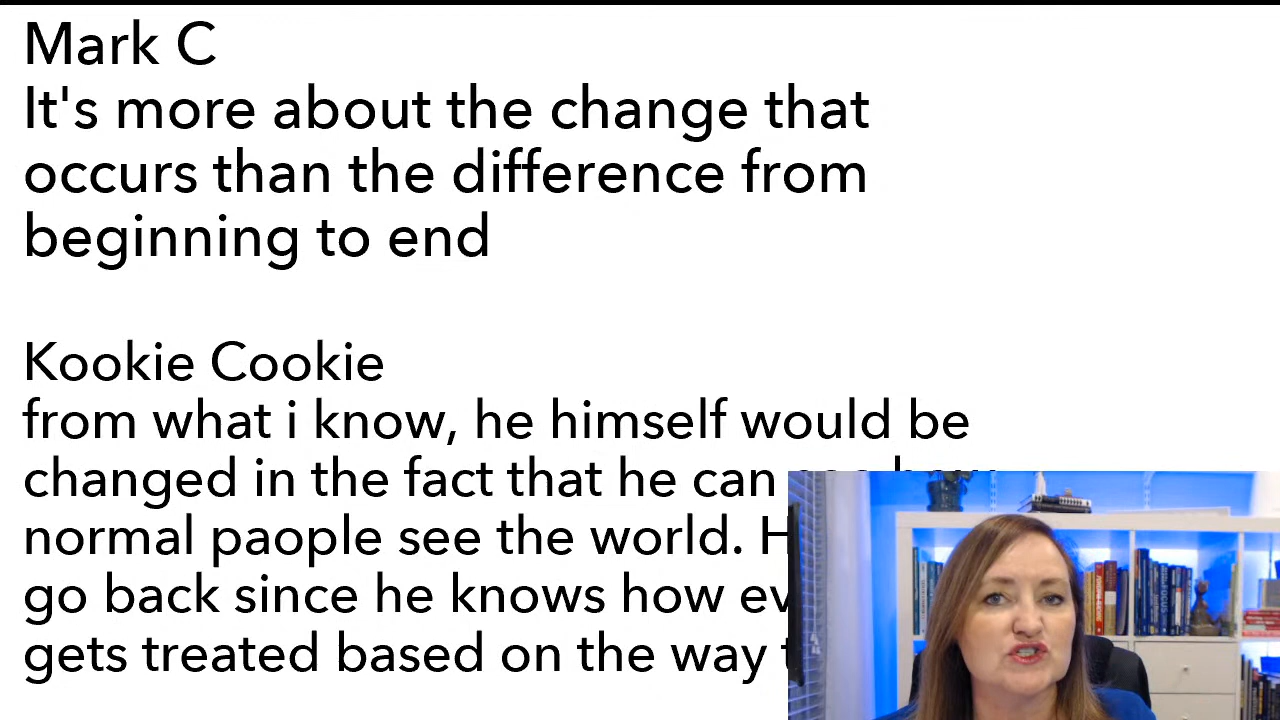 Mark C
It's more about the change that
occurs than the difference from
beginning to end
Kookie Cookie
from what i know, he himself would be
changed in the fact that he can
normal paople see the world.
go back since he knows how
gets treated based on the way